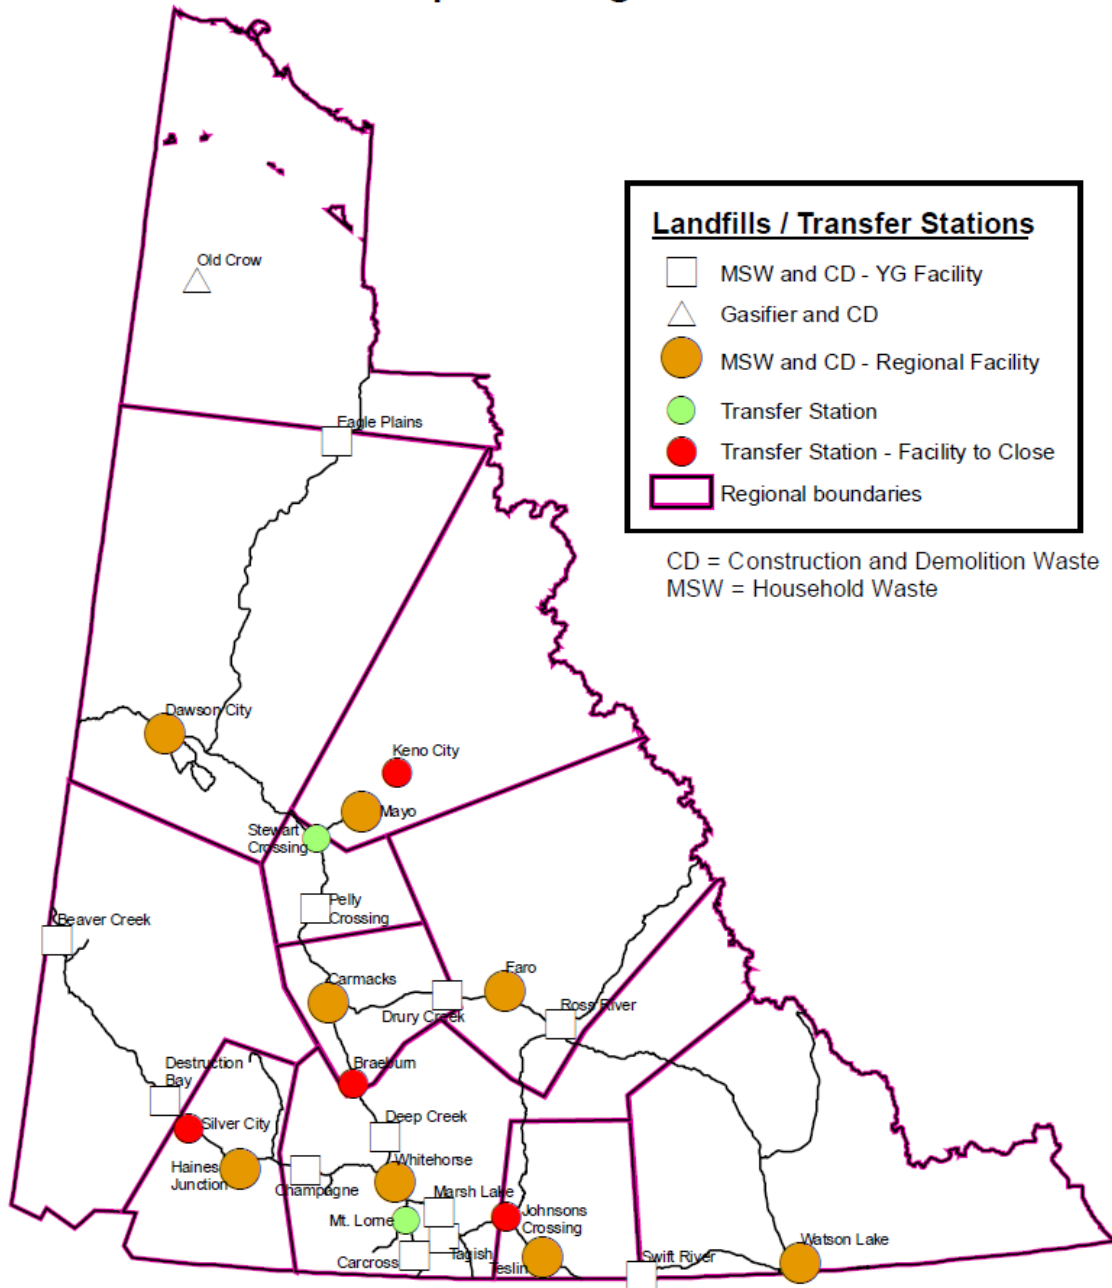 Old Crow
Landfills / Transfer Stations
MSW and CD - YG Facility
Gasifier and CD
MSW and CD - Regional Facility
Transfer Station
Transfer Station - Facility to Close
Regional boundaries
CD = Construction and Demolition Waste
MSW = Household Waste
Eagle Plains
Dawson City
Keno City
Mayo
Stewart
Crossing
Pelly
Crossing
Beaver Creek
Carmacks
Faro
Drury Creek
Ross River
Destruction
Bay
Braeburn
Silver City
Deep Creek
Haines
Junction
Whitehorse
Champagne
Marsh Lake
Mt. Lorne
Johnsons
Crossing
Tagish
Carcross
Teslin
Swift River
Watson Lake